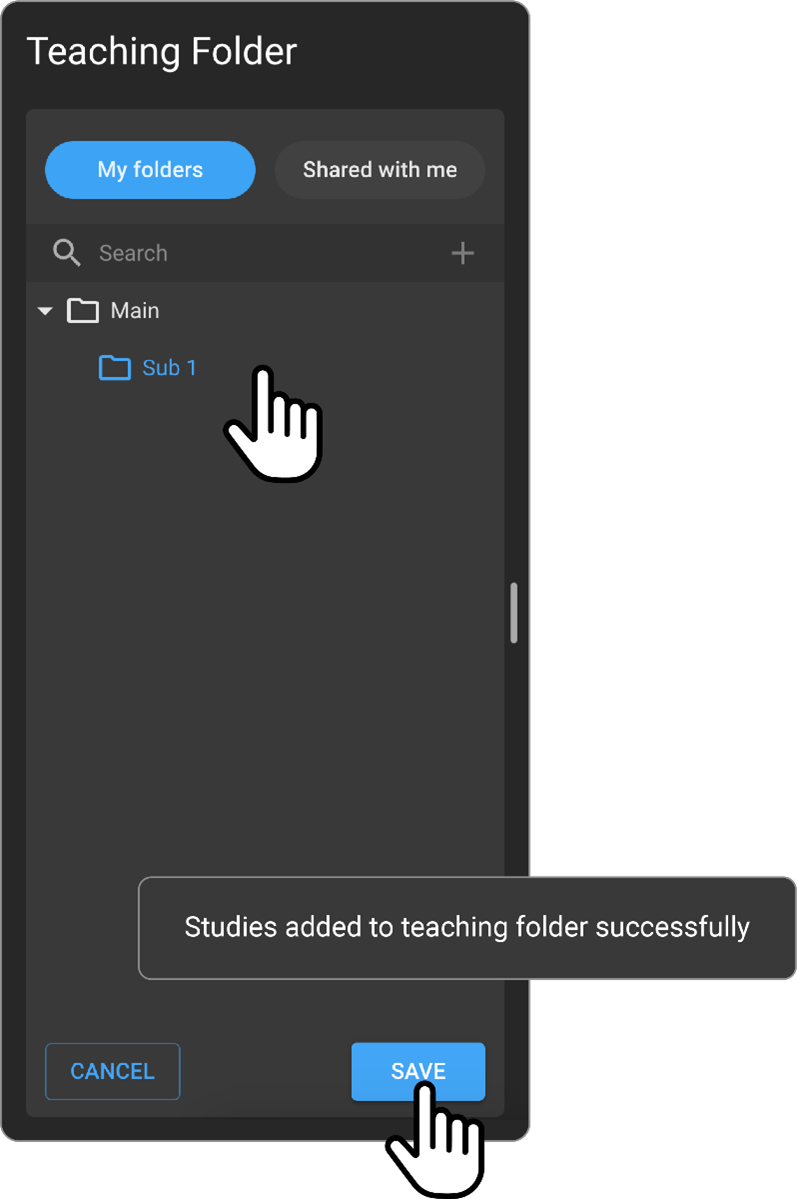 Teaching Folder
My folders
Shared with me
Search
Main
Sub 1
Studies added to teaching folder successfully
CANCEL
SAVE